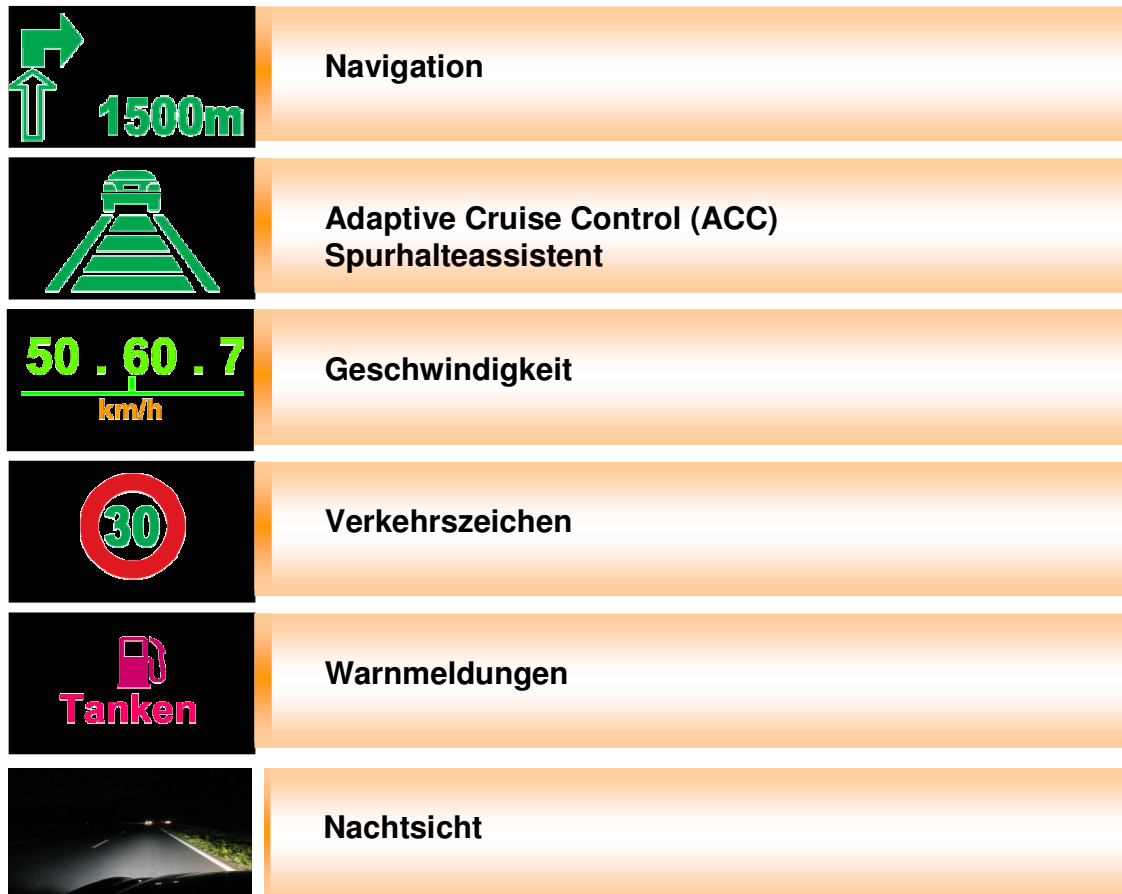 1500m
Navigation
Adaptive Cruise Control (ACC)
Spurhalteassistent
50 . 60 . 7
km/h
Geschwindigkeit
30
Verkehrszeichen
Tanken
Warnmeldungen
Nachtsicht